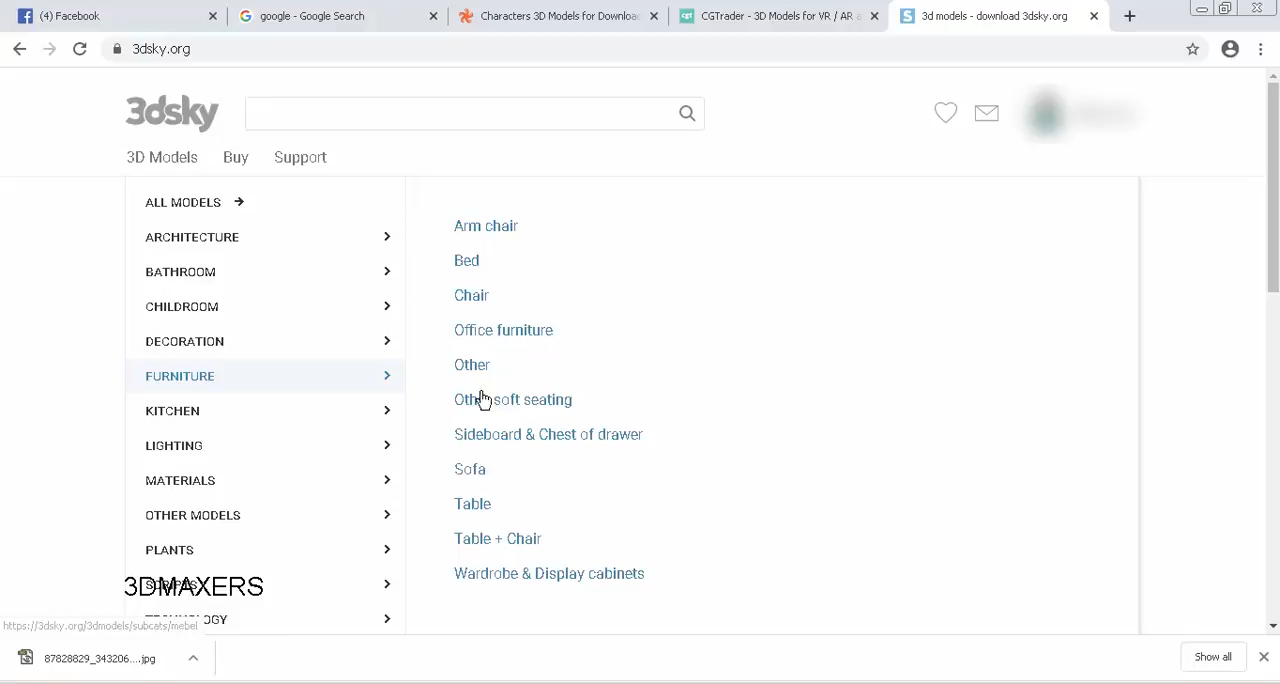 (4) Facebook
google - Google Search
Characters 3D Models for Downloa
CGTrader - 3D Models for VR / AR a
3d models - download 3dsky.org
3dsky.org
3dsky
3D Models Buy Support
ALL MODELS
ARCHITECTURE
BATHROOM
CHILDROOM
DECORATION
FURNITURE
KITCHEN
LIGHTING
MATERIALS
OTHER MODELS
PLANTS
SCRIPTS
3DMAXERS
TECHNOLOGY
Arm chair
Bed
Chair
Office furniture
Other
Other soft seating
Sideboard & Chest of drawer
Sofa
Table
Table + Chair
Wardrobe & Display cabinets
https://3dsky.org/3dmodels/subcats/mebel
87828829_343206....jpg
Show all